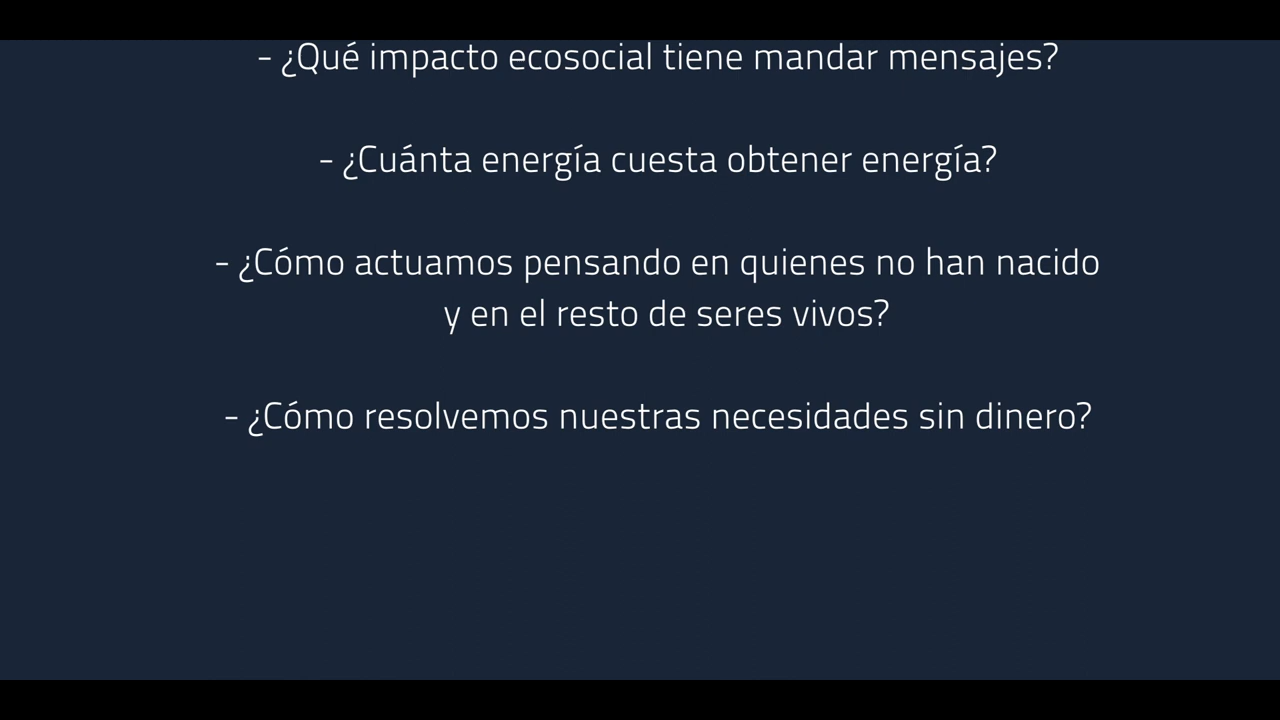 - ¿Qué impacto ecosocial tiene mandar mensajes?
- ¿Cuánta energía cuesta obtener energía?
- ¿Cómo actuamos pensando en quienes no han nacido
y en el resto de seres vivos?
- ¿Cómo resolvemos nuestras necesidades sin dinero?